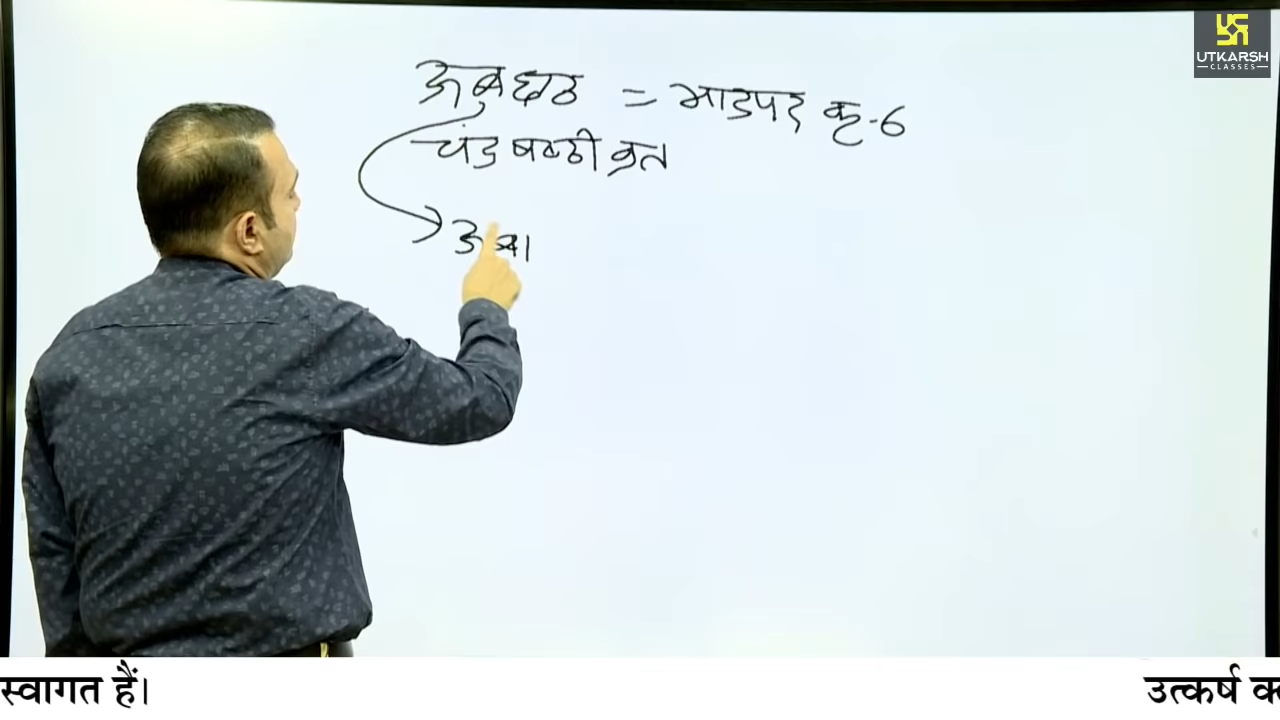 ऊबछठ = भाद्रपद कृ-6
चंद्र षष्ठी व्रत
UTKARSH
CLASSES
स्वागत हैं।
उत्कर्ष